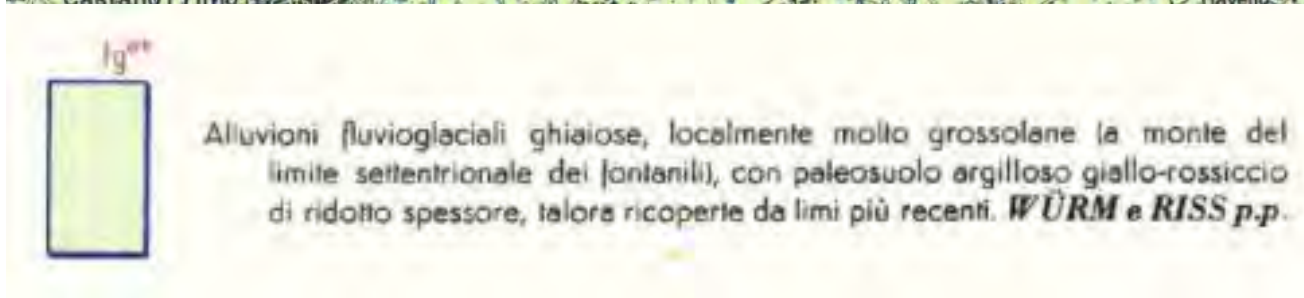 Alluvioni fluvioglaciali ghiaiose, localmente molto grossolane (a monte del
limite settentrionale dei fontanili), con paleosuolo argilloso giallo-rossiccio
di ridotto spessore, talora ricoperte da limi più recenti. WÜRM e RISS p.p.